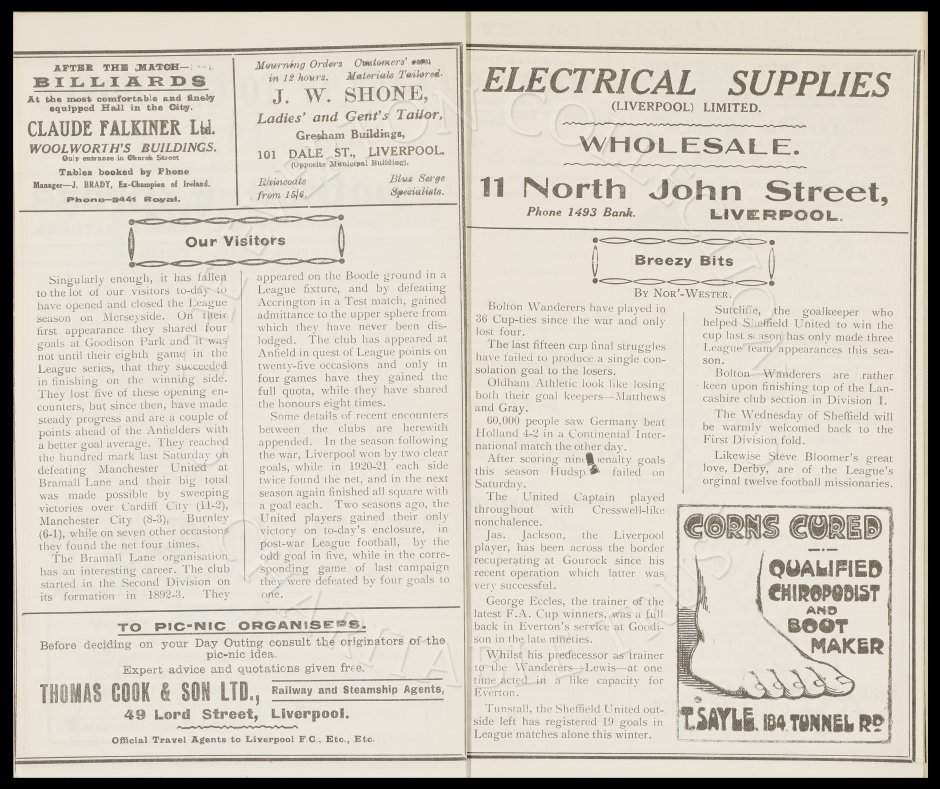 AFTER THE MATCH—
BILLIARDS
At the most comfortable and finely
equipped Hall in the City.
CLAUDE FALKINER Ltd.
WOOLWORTH'S BUILDINGS.
Only entrance in Church Street
Tables booked by Phone
Manager—J. BRADY, Ex-Champion of Ireland.
Phone—9441 Royal.
Mourning Orders Customers' own
in 12 hours. Materials Tailored.
J. W. SHONE,
Ladies' and Gent's Tailor,
Gresham Buildings,
101 DALE ST., LIVERPOOL.
(Opposite Municipal Building).
Raincoats Blue Serge
from 15/6. Specialists.
Our Visitors
Singularly enough, it has fallen
to the lot of our visitors to-day to
have opened and closed the League
season on Merseyside. On their
first appearance they shared four
goals at Goodison Park and it was
not until their eighth game in the
League series, that they succeeded
in finishing on the winning side.
They lost five of these opening en-
counters, but since then, have made
steady progress and are a couple of
points ahead of the Anfielders with
a better goal average. They reached
the hundred mark last Saturday on
defeating Manchester United at
Bramall Lane and their big total
was made possible by sweeping
victories over Cardiff City (11-2),
Manchester City (8-3), Burnley
(6-1), while on seven other occasions
they found the net four times.
The Bramall Lane organisation
has an interesting career. The club
started in the Second Division on
its formation in 1892-3. They
appeared on the Bootle ground in a
League fixture, and by defeating
Accrington in a Test match, gained
admittance to the upper sphere from
which they have never been dis-
lodged. The club has appeared at
Anfield in quest of League points on
twenty-five occasions and only in
four games have they gained the
full quota, while they have shared
the honours eight times.
Some details of recent encounters
between the clubs are herewith
appended. In the season following
the war, Liverpool won by two clear
goals, while in 1920-21 each side
twice found the net, and in the next
season again finished all square with
a goal each. Two seasons ago, the
United players gained their only
victory on to-day's enclosure, in
post-war League football, by the
odd goal in five, while in the corre-
sponding game of last campaign
they were defeated by four goals to
one.
TO PIC-NIC ORGANISERS.
Before deciding on your Day Outing consult the originators of the
pic-nic idea.
Expert advice and quotations given free.
THOMAS COOK & SON LTD., Railway and Steamship Agents,
49 Lord Street, Liverpool.
Official Travel Agents to Liverpool F.C., Etc., Etc.
ELECTRICAL SUPPLIES
(LIVERPOOL) LIMITED.
WHOLESALE.
11 North John Street,
Phone 1493 Bank. LIVERPOOL.
Breezy Bits
By Nor'-Wester.
Bolton Wanderers have played in
36 Cup-ties since the war and only
lost four.
The last fifteen cup final struggles
have failed to produce a single con-
solation goal to the losers.
Oldham Athletic look like losing
both their goal keepers—Matthews
and Gray.
60,000 people saw Germany beat
Holland 4-2 in a Continental Inter-
national match the other day.
After scoring nine penalty goals
this season Hudsp failed on
Saturday.
The United Captain played
throughout with Cresswell-like
nonchalence.
Jas. Jackson, the Liverpool
player, has been across the border
recuperating at Gourock since his
recent operation which latter was
very successful.
George Eccles, the trainer of the
latest F.A. Cup winners, was a full
back in Everton's service at Goodi-
son in the late nineties.
Whilst his predecessor as trainer
to the Wanderers—Lewis—at one
time acted in a like capacity for
Everton.
Tunstall, the Sheffield United out-
side left has registered 19 goals in
League matches alone this winter.
Sutcliffe, the goalkeeper who
helped Sheffield United to win the
cup last season has only made three
League team appearances this sea-
son.
Bolton Wanderers are rather
keen upon finishing top of the Lan-
cashire club section in Division I.
The Wednesday of Sheffield will
be warmly welcomed back to the
First Division fold.
Likewise Steve Bloomer's great
love, Derby, are of the League's
orginal twelve football missionaries.
CORNS CURED
QUALIFIED
CHIROPODIST
AND
BOOT
MAKER
T. SAYLE. 184 TUNNEL RD.